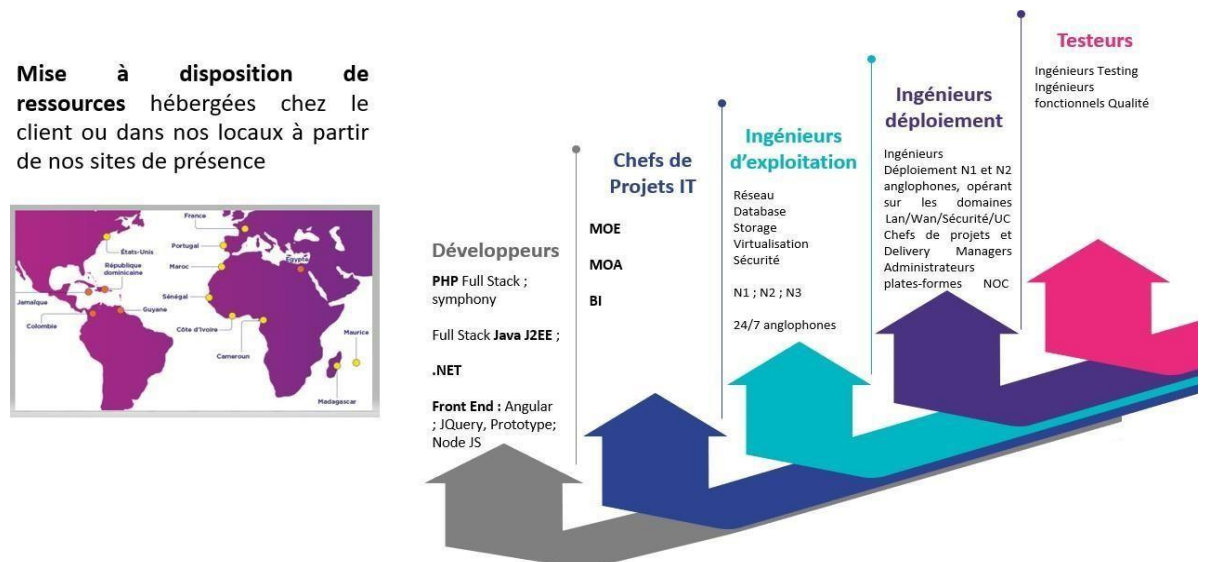 Mise à disposition de
ressources hébergées chez le
client ou dans nos locaux à partir
de nos sites de présence
France
États-Unis
Portugal
République
dominicaine
Maroc
Égypte
Jamaïque
Sénégal
Guyane
Colombie
Côte d'Ivoire
Maurice
Cameroun
Madagascar
Développeurs
PHP Full Stack ;
symphony
Full Stack Java J2EE ;
.NET
Front End : Angular
; JQuery, Prototype;
Node JS
Chefs de
Projets IT
MOE
MOA
BI
Ingénieurs
d'exploitation
Réseau
Database
Storage
Virtualisation
Sécurité
N1 ; N2 ; N3
24/7 anglophones
Ingénieurs
déploiement
Ingénieurs
Déploiement N1 et N2
anglophones, opérant
sur les domaines
Lan/Wan/Sécurité/UC
Chefs de projets et
Delivery Managers
Administrateurs
plates-formes NOC
Testeurs
Ingénieurs Testing
Ingénieurs
fonctionnels Qualité